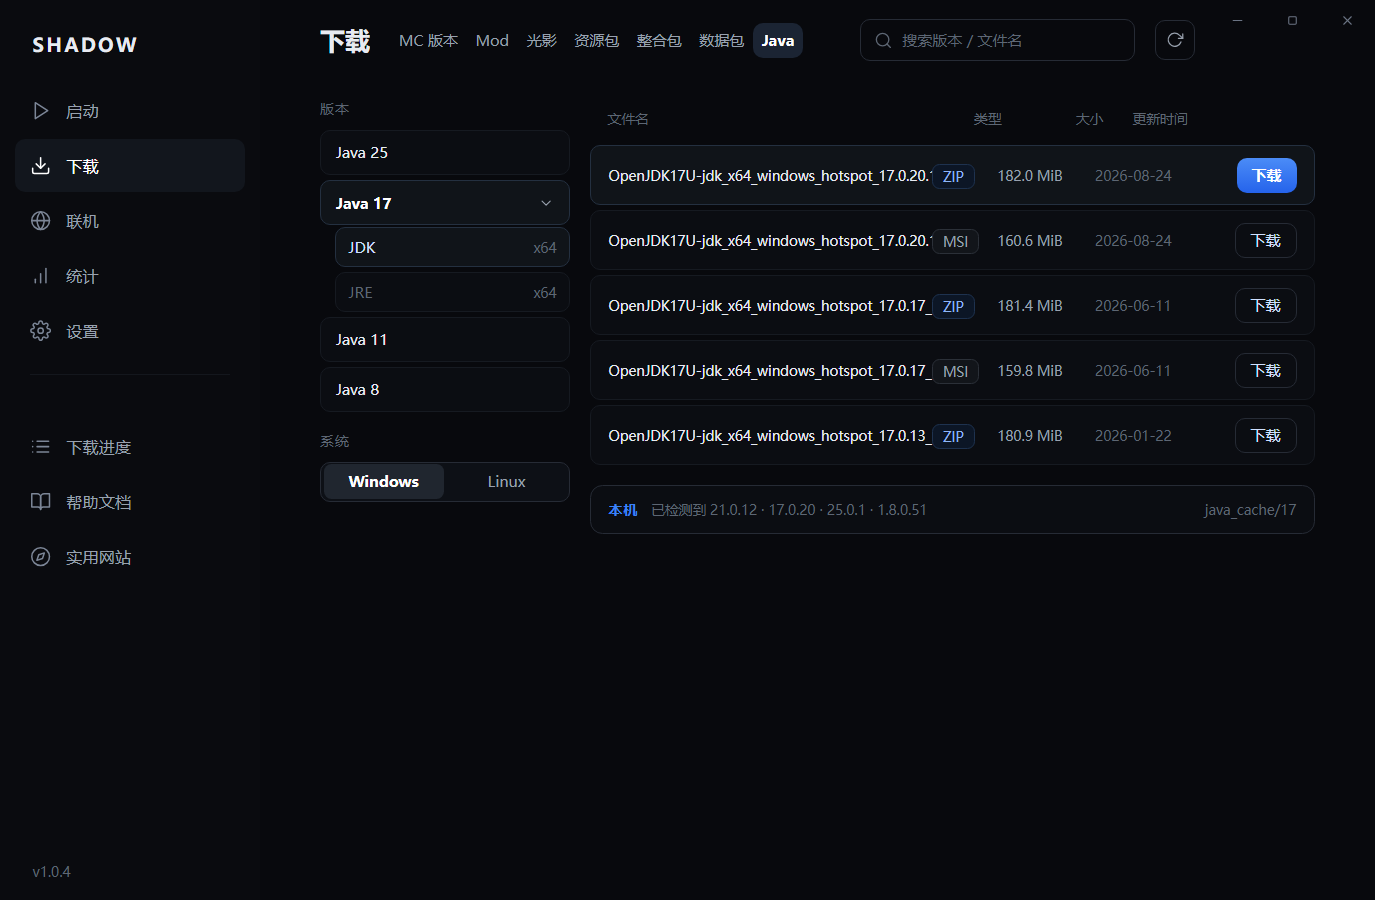 SHADOW
启动
下载
联机
统计
设置
下载进度
帮助文档
实用网站
v1.0.4
下载 MC 版本 Mod 光影 资源包 整合包 数据包 Java 搜索版本 / 文件名
版本
Java 25
Java 17
JDK x64
JRE x64
Java 11
Java 8
系统
Windows Linux
文件名 类型 大小 更新时间
OpenJDK17U-jdk_x64_windows_hotspot_17.0.20. ZIP 182.0 MiB 2026-08-24 下载
OpenJDK17U-jdk_x64_windows_hotspot_17.0.20. MSI 160.6 MiB 2026-08-24 下载
OpenJDK17U-jdk_x64_windows_hotspot_17.0.17_ ZIP 181.4 MiB 2026-06-11 下载
OpenJDK17U-jdk_x64_windows_hotspot_17.0.17_ MSI 159.8 MiB 2026-06-11 下载
OpenJDK17U-jdk_x64_windows_hotspot_17.0.13_ ZIP 180.9 MiB 2026-01-22 下载
本机 已检测到 21.0.12 · 17.0.20 · 25.0.1 · 1.8.0.51 java_cache/17